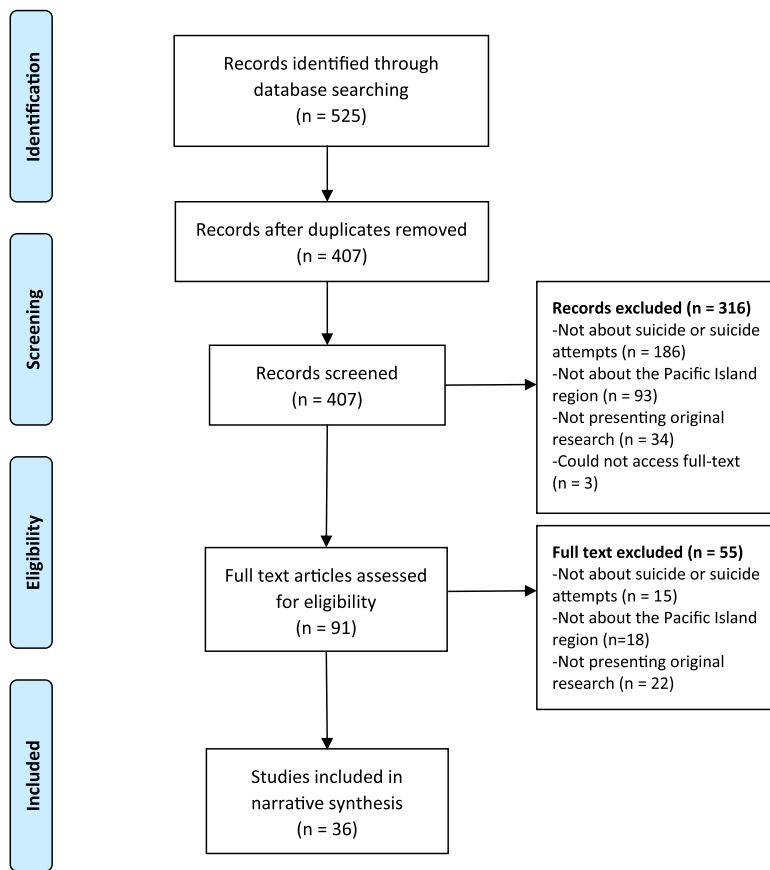 Identification
Records identified through
database searching
(n = 525)
Records after duplicates removed
(n = 407)
Screening
Records screened
(n = 407)
Records excluded (n = 316)
-Not about suicide or suicide
attempts (n = 186)
-Not about the Pacific Island
region (n = 93)
-Not presenting original
research (n = 34)
-Could not access full-text
(n = 3)
Eligibility
Full text articles assessed
for eligibility
(n = 91)
Full text excluded (n = 55)
-Not about suicide or suicide
attempts (n = 15)
-Not about the Pacific Island
region (n=18)
-Not presenting original
research (n = 22)
Included
Studies included in
narrative synthesis
(n = 36)